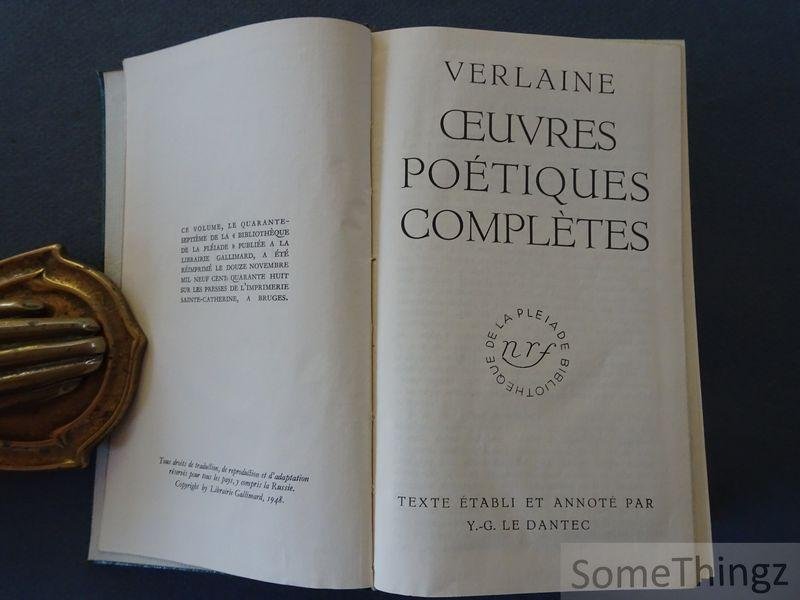 CE VOLUME, LE QUARANTE-
SEPTIÈME DE LA « BIBLIOTHÈQUE
DE LA PLÉIADE » PUBLIÉE A LA
LIBRAIRIE GALLIMARD, A ÉTÉ
RÉIMPRIMÉ LE DOUZE NOVEMBRE
MIL NEUF CENT QUARANTE HUIT
SUR LES PRESSES DE L'IMPRIMERIE
SAINTE-CATHERINE, A BRUGES.
Tous droits de traduction, de reproduction et d'adaptation
réservés pour tous les pays, y compris la Russie.
Copyright by Librairie Gallimard, 1948.
VERLAINE
ŒUVRES
POÉTIQUES
COMPLÈTES
BIBLIOTHEQUE DE LA PLEIADE
nrf
TEXTE ÉTABLI ET ANNOTÉ PAR
Y.-G. LE DANTEC
SomeThingz